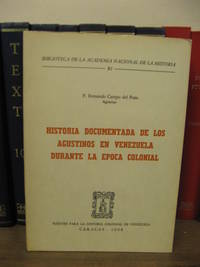 BIBLIOTECA DE LA ACADEMIA NACIONAL DE LA HISTORIA
P. Fernando Campo del Pozo
Agustino
HISTORIA DOCUMENTADA DE LOS
AGUSTINOS EN VENEZUELA
DURANTE LA EPOCA COLONIAL
FUENTES PARA LA HISTORIA COLONIAL DE VENEZUELA
CARACAS - 1968